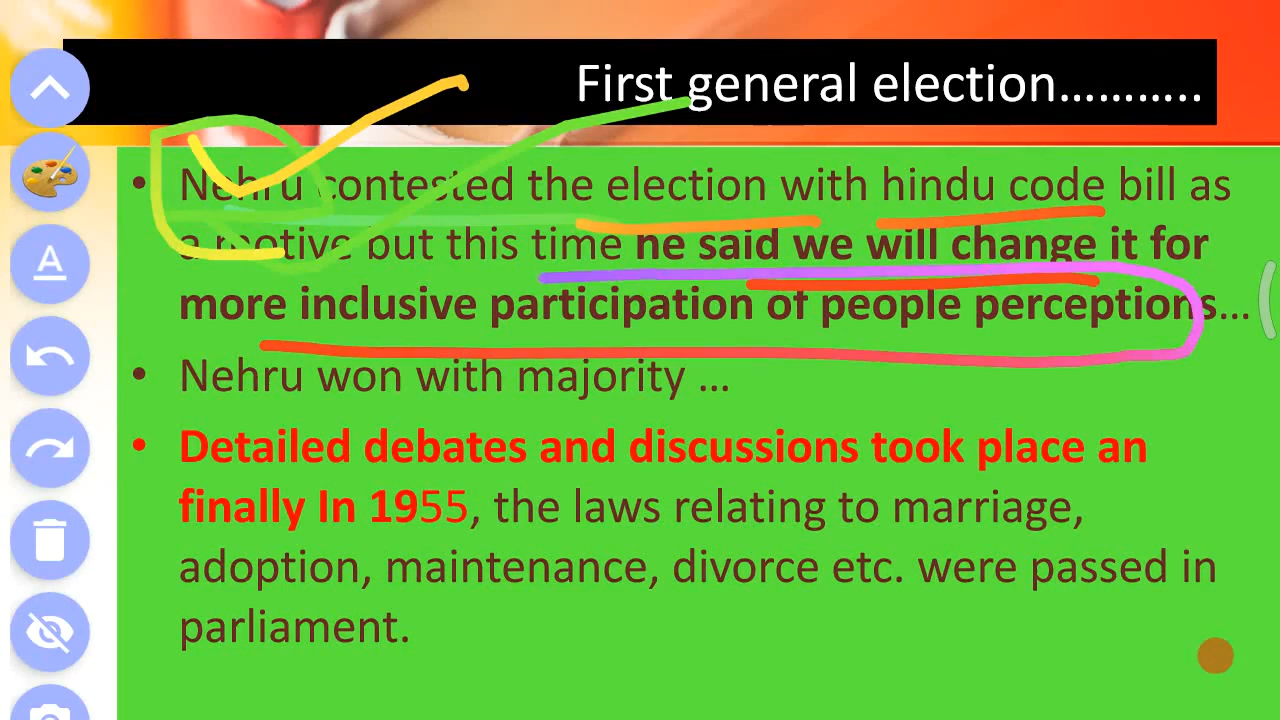 First general election………..
• Nehru contested the election with hindu code bill as
a motive but this time he said we will change it for
more inclusive participation of people perceptions…
• Nehru won with majority …
• Detailed debates and discussions took place an
finally In 1955, the laws relating to marriage,
adoption, maintenance, divorce etc. were passed in
parliament.